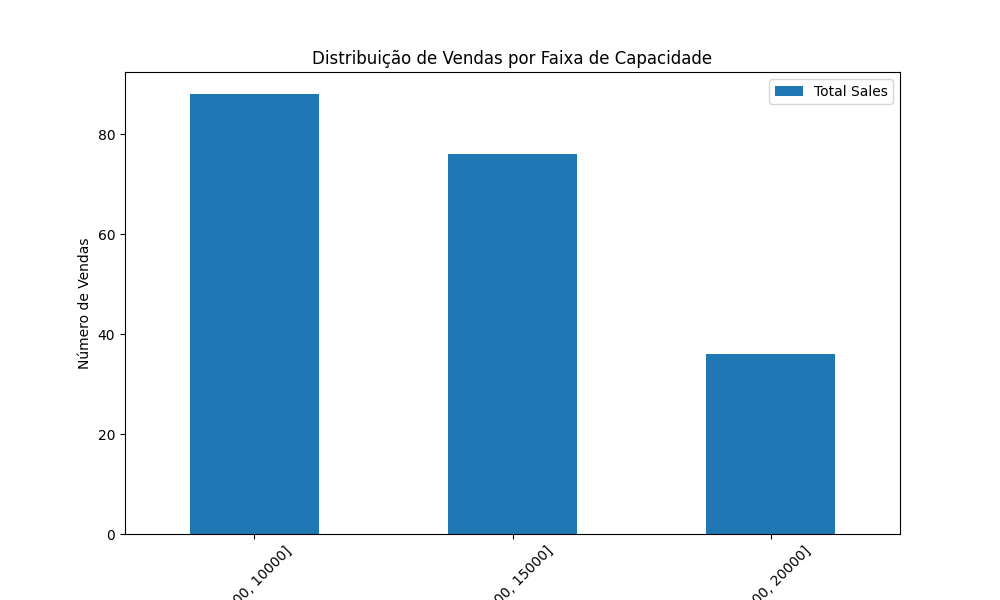 Distribuição de Vendas por Faixa de Capacidade
Total Sales
Número de Vendas
80
60
40
20
0
00, 10000]
00, 15000]
00, 20000]